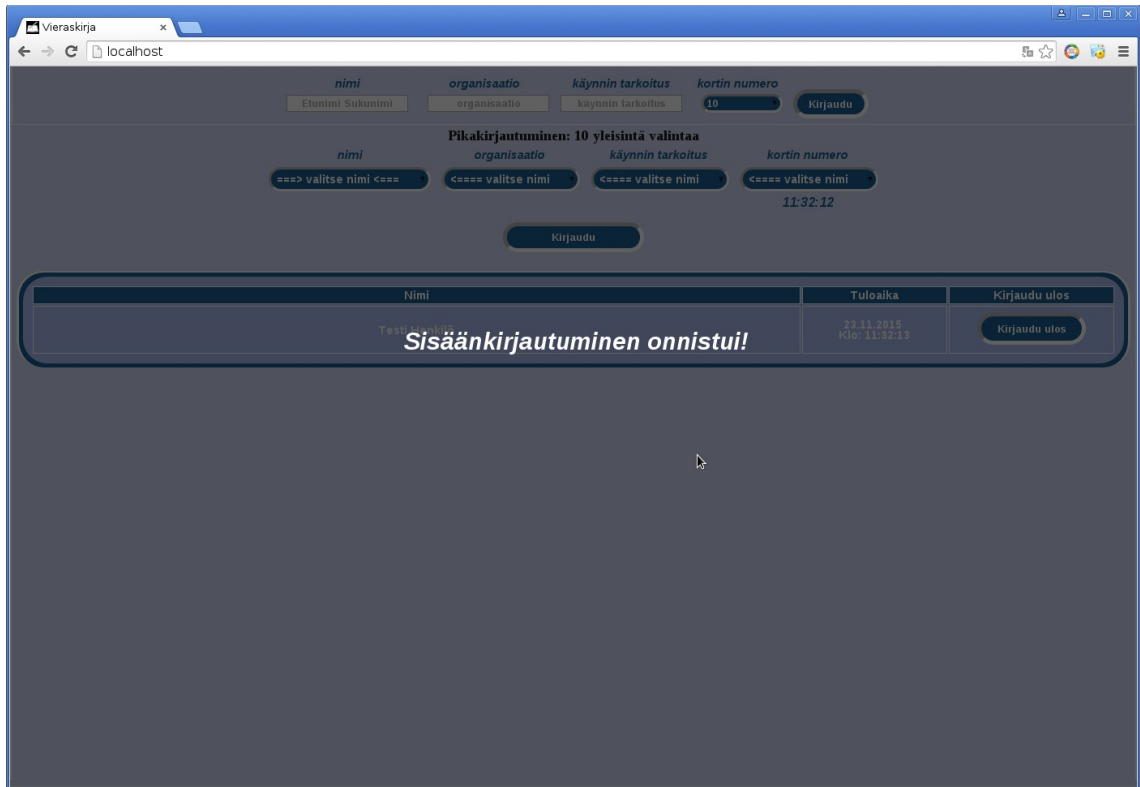 Vieraskirja
localhost
nimi organisaatio käynnin tarkoitus kortin numero
Etunimi Sukunimi organisaatio käynnin tarkoitus 10 Kirjaudu
Pikakirjautuminen: 10 yleisintä valintaa
nimi organisaatio käynnin tarkoitus kortin numero
===> valitse nimi <=== <==== valitse nimi <==== valitse nimi <==== valitse nimi
11:32:12
Kirjaudu
Nimi Tuloaika Kirjaudu ulos
Testi Henkilö 23.11.2015 Kirjaudu ulos
Klo: 11:32:13
Sisäänkirjautuminen onnistui!